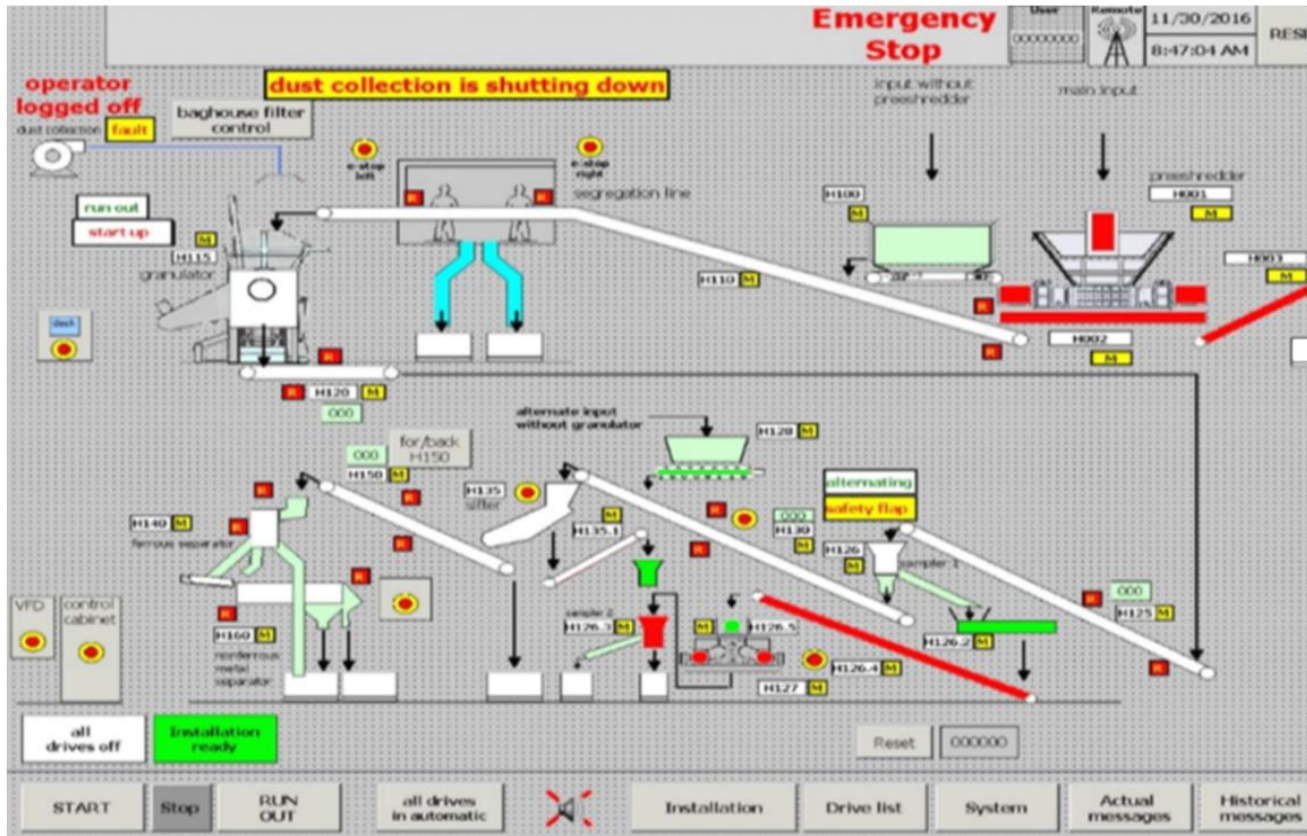 Emergency
Stop
User
00000000
Remote
11/30/2016
8:47:04 AM
RESE
operator
logged off
dust collection is shutting down
dust collection
fault
baghouse filter
control
e-stop
left
e-stop
right
segregation line
input without
preeshredder
main input
preeshredder
H001
M
H100
M
run out
start up
M
H115
granulator
H110
M
H003
M
R
R
R
R
H002
M
desk
R
R
H120
M
000
alternate input
without granulator
H128
M
000
for/back
H150
H150
M
H135
sifter
M
H135.1
alternating
safety flap
000
H130
M
H126
M
sampler 1
R
R
R
R
R
R
R
R
H140
M
ferrous separator
000
H125
M
R
R
VFD
control
cabinet
H160
M
nonferrous
metal
separator
sampler 2
H126.3
M
M
H126.5
H126.2
M
H126.4
M
H127
M
all
drives off
Installation
ready
Reset
000000
START
Stop
RUN
OUT
all drives
in automatic
Installation
Drive list
System
Actual
messages
Historical
messages